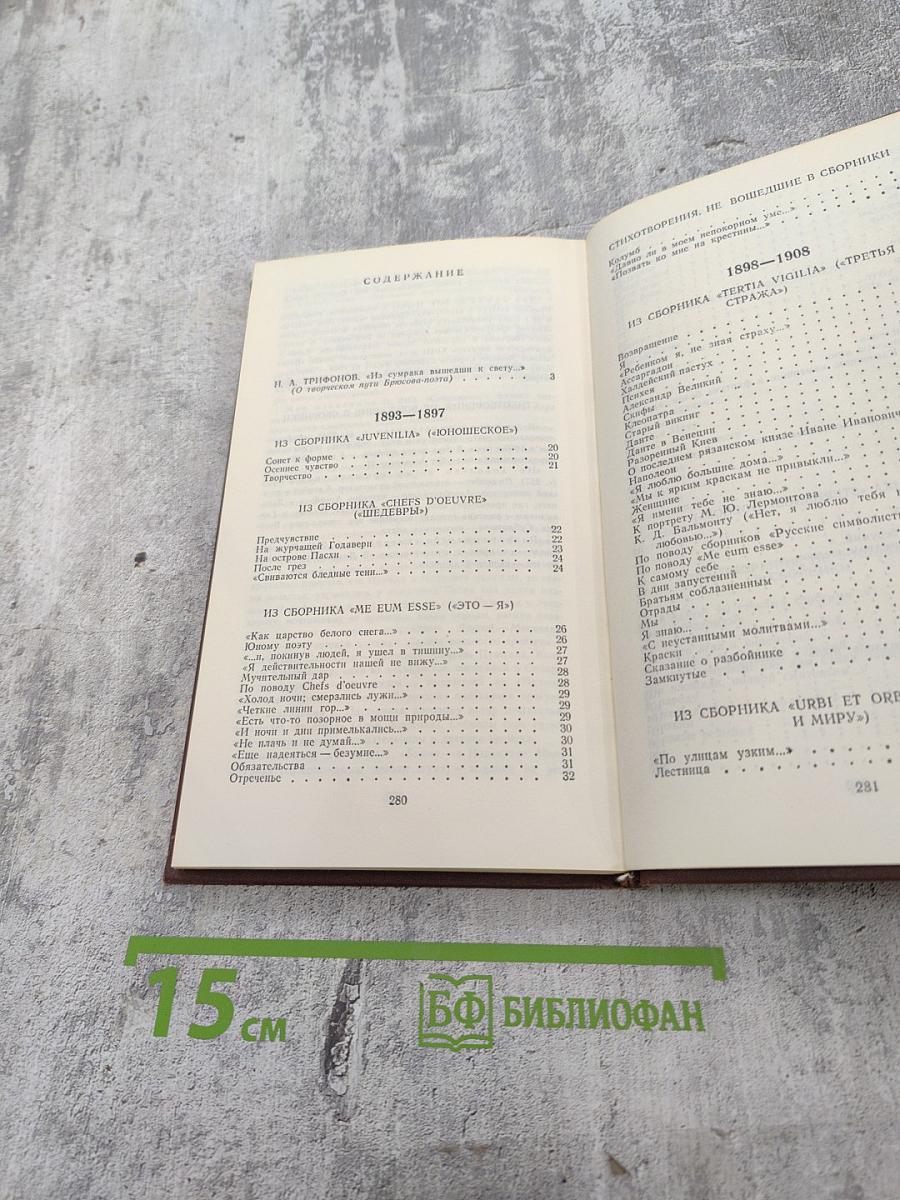 СОДЕРЖАНИЕ
Н. А. ТРИФОНОВ. «Из сумрака вышедши к свету...»
(О творческом пути Брюсова-поэта) . . . . . . 3
1893—1897
ИЗ СБОРНИКА «JUVENILIA» («ЮНОШЕСКОЕ»)
Сонет к форме . . . . . . 20
Осеннее чувство . . . . . . 20
Творчество . . . . . . 21
ИЗ СБОРНИКА «CHEFS D'OEUVRE»
(«ШЕДЕВРЫ»)
Предчувствие . . . . . . 22
На журчащей Годавери . . . . . . 22
На острове Пасхи . . . . . . 23
После грез . . . . . . 24
«Свиваются бледные тени...» . . . . . . 24
ИЗ СБОРНИКА «ME EUM ESSE» («ЭТО — Я»)
«Как царство белого снега...» . . . . . . 26
Юному поэту . . . . . . 26
«...и, покинув людей, я ушел в тишину...» . . . . . . 27
«Я действительности нашей не вижу...» . . . . . . 27
Мучительный дар . . . . . . 28
По поводу Chefs d'oeuvre . . . . . . 28
«Холод ночи; смерзлись лужи...» . . . . . . 29
«Четкие линии гор...» . . . . . . 29
«Есть что-то позорное в мощи природы...» . . . . . . 29
«И ночи и дни примелькались...» . . . . . . 30
«Не плачь и не думай...» . . . . . . 30
«Еще надеяться — безумие...» . . . . . . 31
Обязательства . . . . . . 31
Отреченье . . . . . . 32
280
СТИХОТВОРЕНИЯ, НЕ ВОШЕДШИЕ В СБОРНИКИ
Колумб
«Давно ли в моем непокорном уме...»
«Позвать ко мне на крестины...»
1898—1908
ИЗ СБОРНИКА «TERTIA VIGILIA» («ТРЕТЬЯ
СТРАЖА»)
Возвращение
Я
«Ребенком я, не зная страху...»
Ассаргадон
Халдейский пастух
Психея
Александр Великий
Скифы
Клеопатра
Старый викинг
Данте
Данте в Венеции
Разоренный Киев
О последнем рязанском князе Иване Иванович
Наполеон
«Я люблю большие дома...»
«Мы к ярким краскам не привыкли...»
Женщине
«Я имени тебе не знаю...»
К портрету М. Ю. Лермонтова
К. Д. Бальмонту («Нет, я люблю тебя
любовью...»)
По поводу сборников «Русские символист
По поводу «Me eum esse»
К самому себе
В дни запустений
Братьям соблазненным
Отрады
Мы
Я знаю...
«С неустанными молитвами...»
Краски
Сказание о разбойнике
Замкнутые
ИЗ СБОРНИКА «URBI ET ORB
И МИРУ»)
«По улицам узким...»
Лестница
281
15 см
БФ БИБЛИОФАН